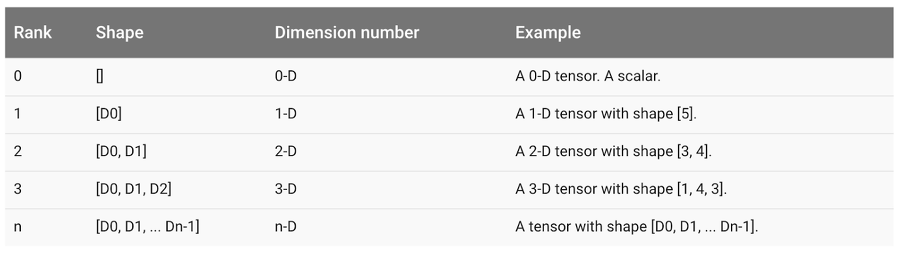 Rank Shape Dimension number Example
0 [] 0-D A 0-D tensor. A scalar.
1 [D0] 1-D A 1-D tensor with shape [5].
2 [D0, D1] 2-D A 2-D tensor with shape [3, 4].
3 [D0, D1, D2] 3-D A 3-D tensor with shape [1, 4, 3].
n [D0, D1, ... Dn-1] n-D A tensor with shape [D0, D1, ... Dn-1].